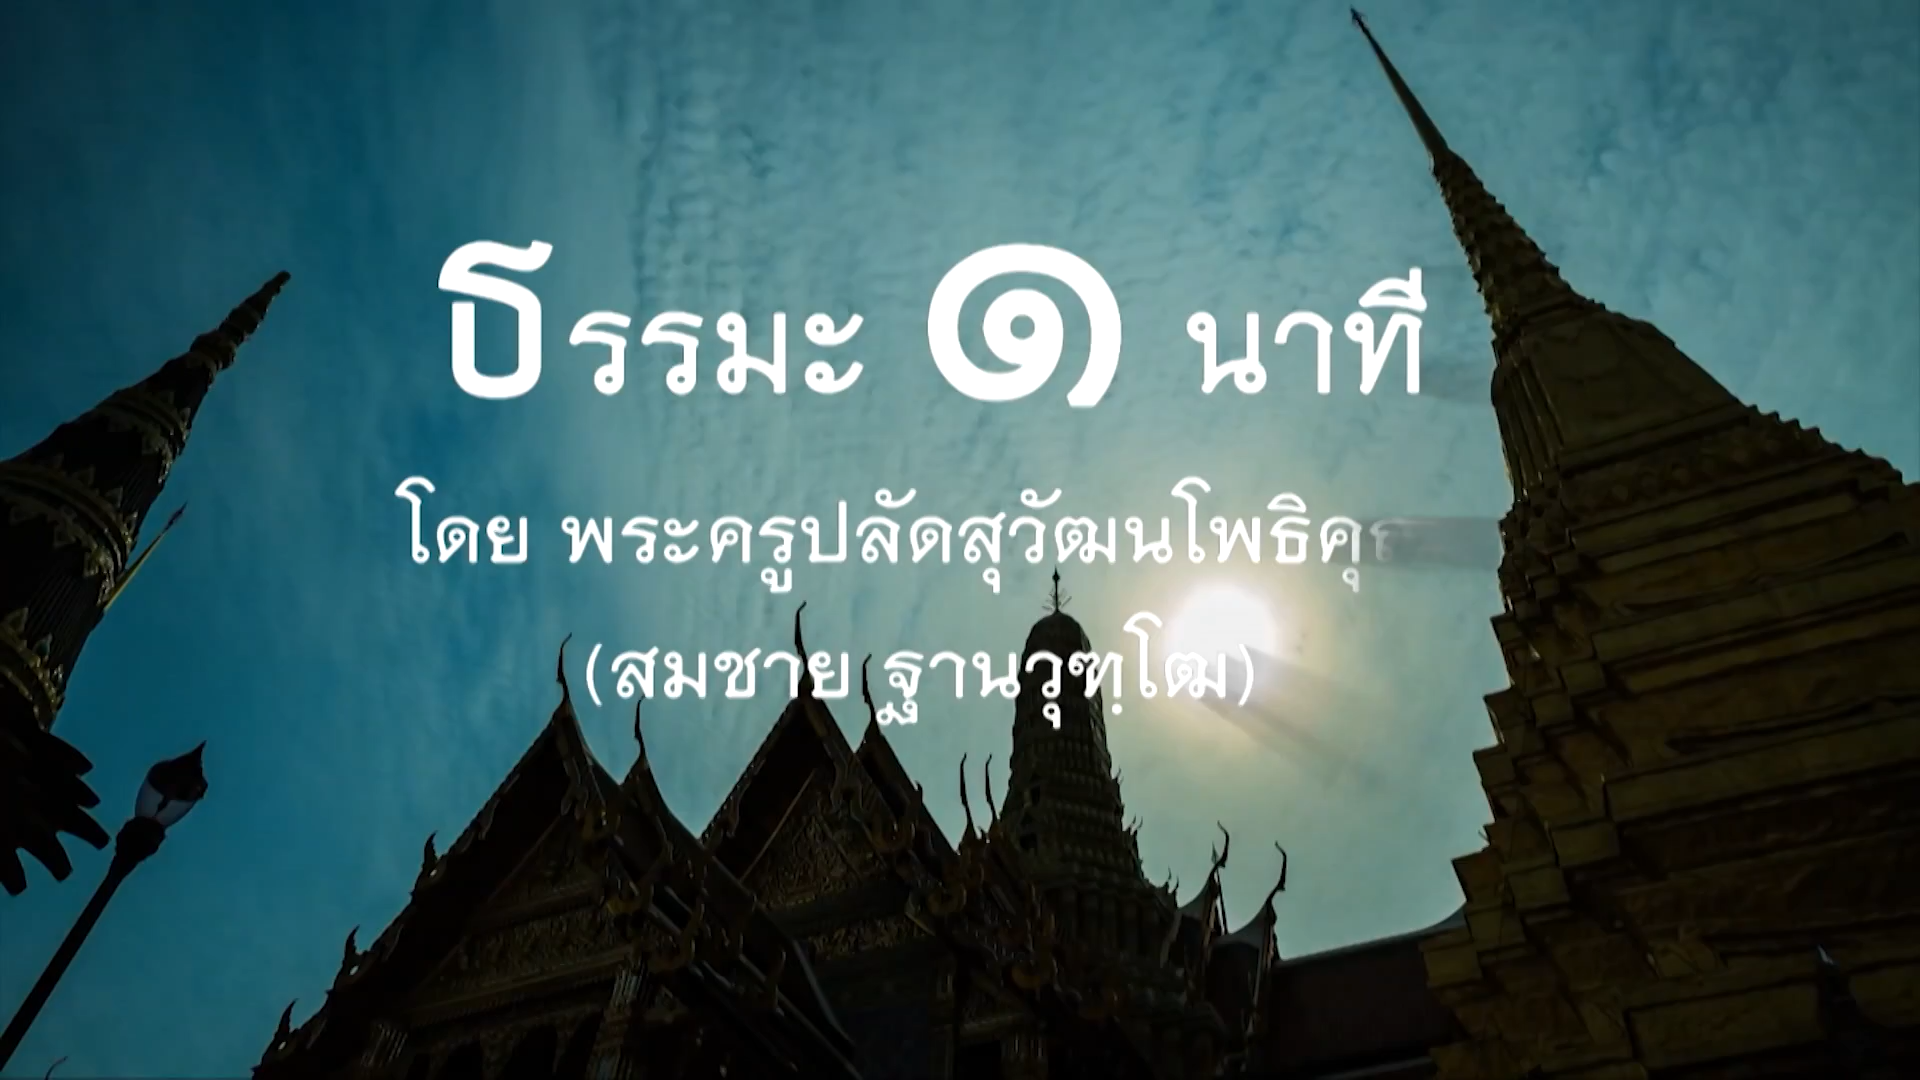 ธรรมะ ๑ นาที
โดย พระครูปลัดสุวัฒนโพธิคุณ
(สมชาย ฐานวุฑฺโฒ)